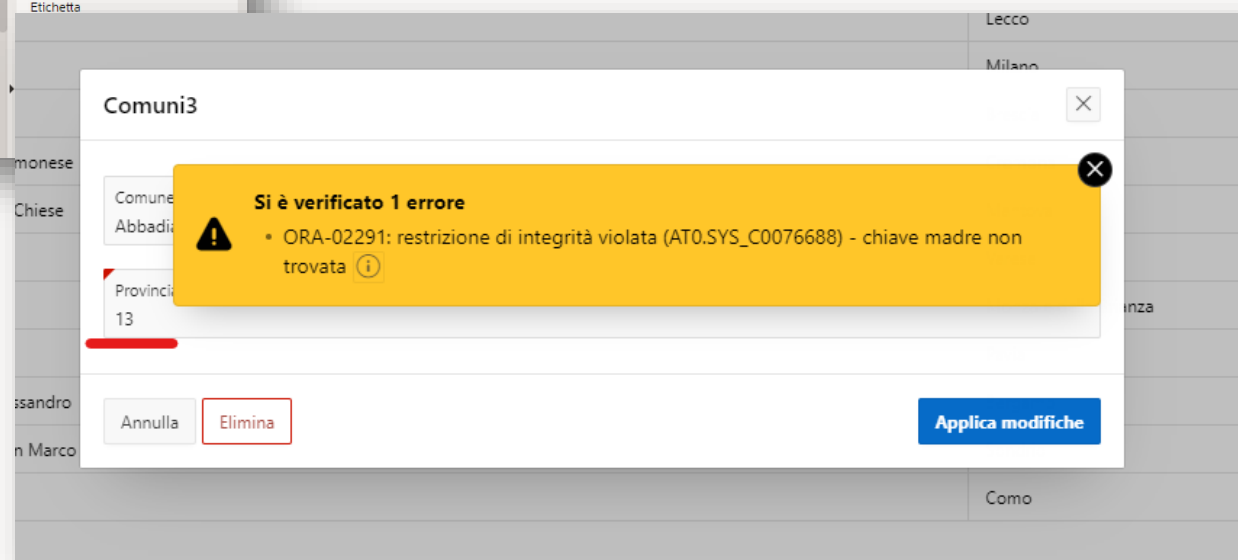 Etichetta
Lecco
Milano
Comuni3
monese
Comune
Si è verificato 1 errore
Chiese
Abbadia
ORA-02291: restrizione di integrità violata (AT0.SYS_C0076688) - chiave madre non
trovata
Provincia
13
anza
ssandro
Annulla
Elimina
Applica modifiche
n Marco
Como